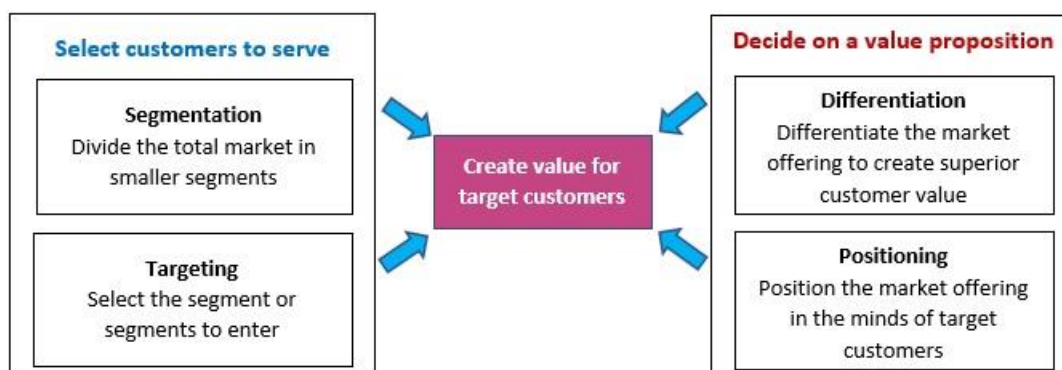 Select customers to serve
Segmentation
Divide the total market in
smaller segments
Targeting
Select the segment or
segments to enter
Create value for
target customers
Decide on a value proposition
Differentiation
Differentiate the market
offering to create superior
customer value
Positioning
Position the market offering
in the minds of target
customers